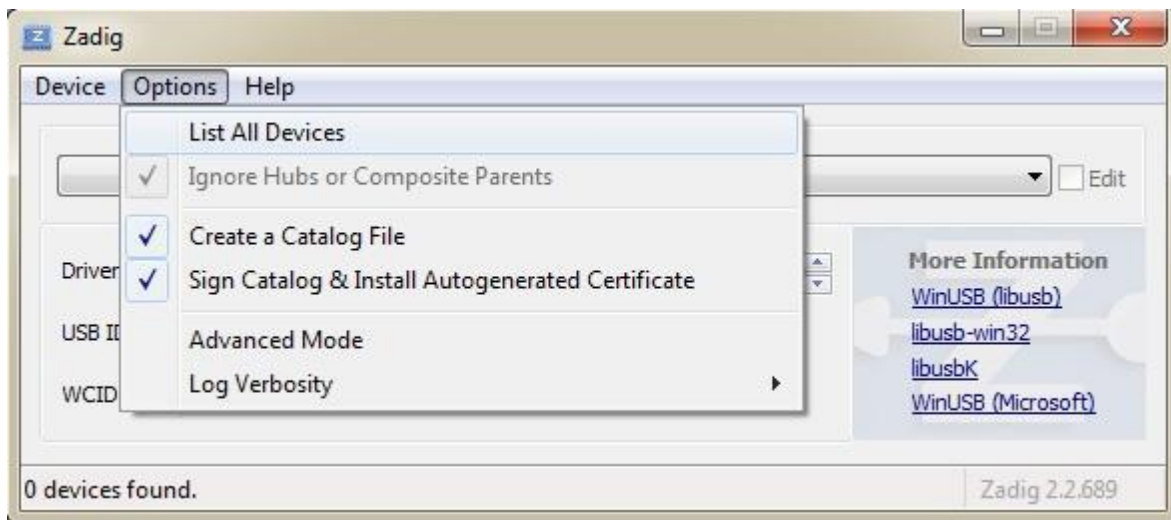 Zadig
Device Options Help
List All Devices
Ignore Hubs or Composite Parents
Edit
Create a Catalog File
Sign Catalog & Install Autogenerated Certificate
Advanced Mode
Log Verbosity
Driver
USB ID
WCID
More Information
WinUSB (libusb)
libusb-win32
libusbK
WinUSB (Microsoft)
0 devices found.
Zadig 2.2.689